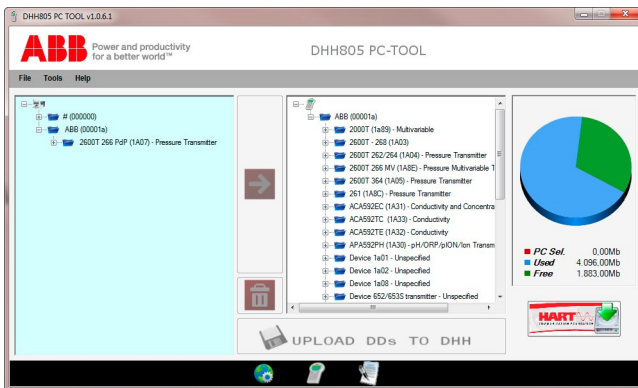 DHH805 PC TOOL v1.0.6.1
ABB
Power and productivity
for a better world™
DHH805 PC-TOOL
File Tools Help
# (000000)
ABB (00001a)
2600T 266 PdP (1A07) - Pressure Transmitter
ABB (00001a)
2000T (1a89) - Multivariable
2600T - 268 (1A03)
2600T 262/264 (1A04) - Pressure Transmitter
2600T 266 MV (1A8E) - Pressure Multivariable T
2600T 364 (1A05) - Pressure Transmitter
261 (1A8C) - Pressure Transmitter
ACA592EC (1A31) - Conductivity and Concentra
ACA592TC (1A33) - Conductivity
ACA592TE (1A32) - Conductivity
APA592PH (1A30) - pH/ORP/pION/Ion Transm
Device 1a01 - Unspecified
Device 1a02 - Unspecified
Device 1a08 - Unspecified
Device 652/653S transmitter - Unspecified
PC Sel. 0,00Mb
Used 4.096,00Mb
Free 1.883,00Mb
HART
UPLOAD DDs TO DHH